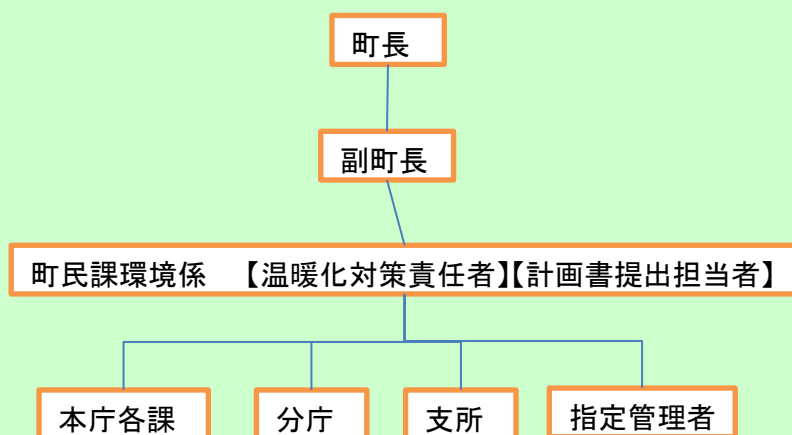 町長
副町長
町民課環境係　【温暖化対策責任者】【計画書提出担当者】
本庁各課
分庁
支所
指定管理者